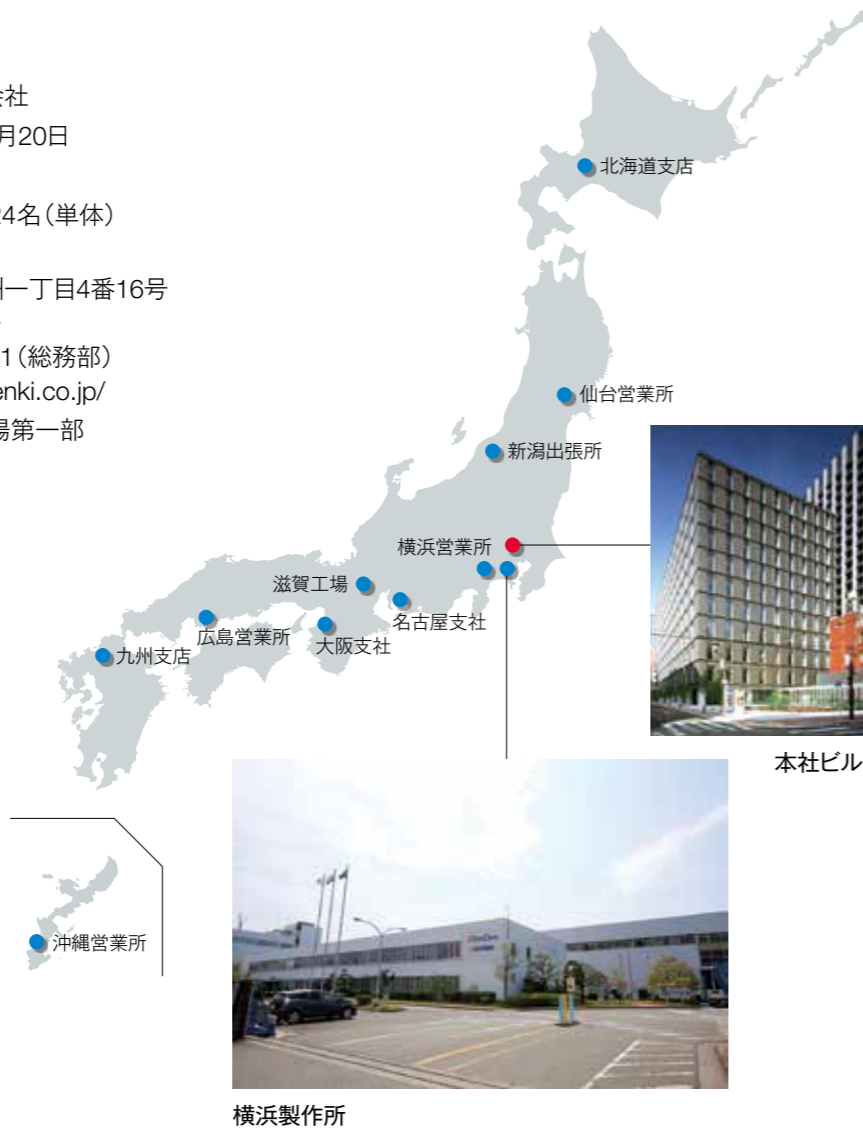 会社
月20日
24名（単体）
一丁目4番16号
1（総務部）
enki.co.jp/
場第一部
北海道支店
仙台営業所
新潟出張所
横浜営業所
滋賀工場
名古屋支社
広島営業所
大阪支社
九州支店
本社ビル
沖縄営業所
横浜製作所